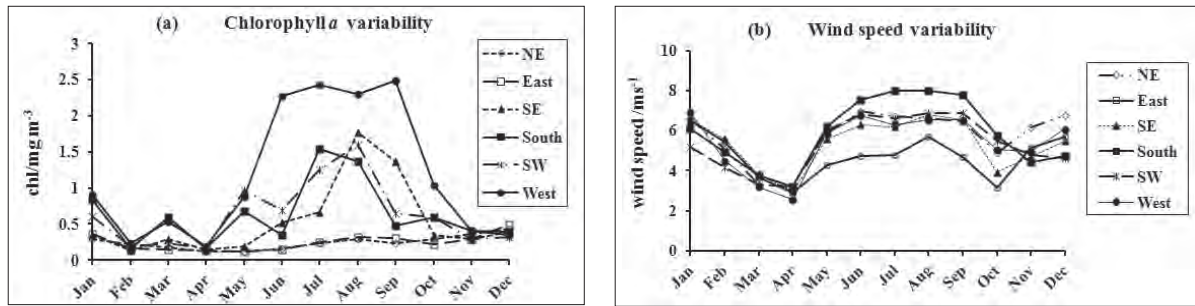 (a) Chlorophyll a variability
chl/mgm-3
3
2.5
2
1.5
1
0.5
0
Jan Feb Mar Apr May Jun Jul Aug Sep Oct Nov Dec
NE
East
SE
South
SW
West
(b) Wind speed variability
wind speed /ms-1
10
8
6
4
2
0
Jan Feb Mar Apr May Jun Jul Aug Sep Oct Nov Dec
NE
East
SE
South
SW
West